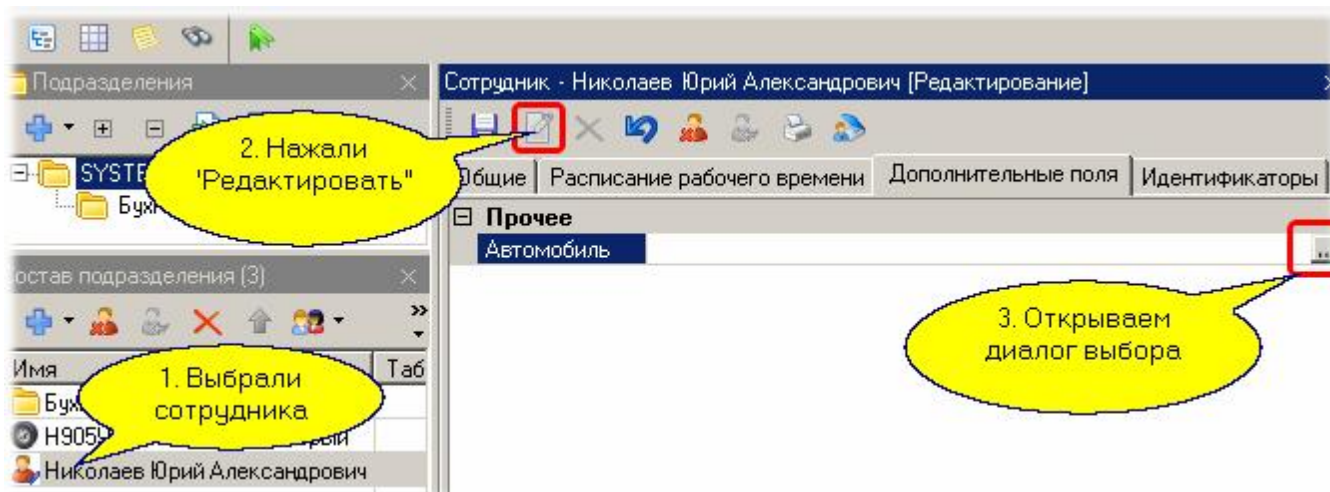 Подразделения
Сотрудник - Николаев Юрий Александрович [Редактирование]
2. Нажали
'Редактировать"
Общие Расписание рабочего времени Дополнительные поля Идентификаторы
Прочее
Автомобиль
остав подразделения (3)
3. Открываем
диалог выбора
Имя Таб
1. Выбрали
сотрудника
Николаев Юрий Александрович